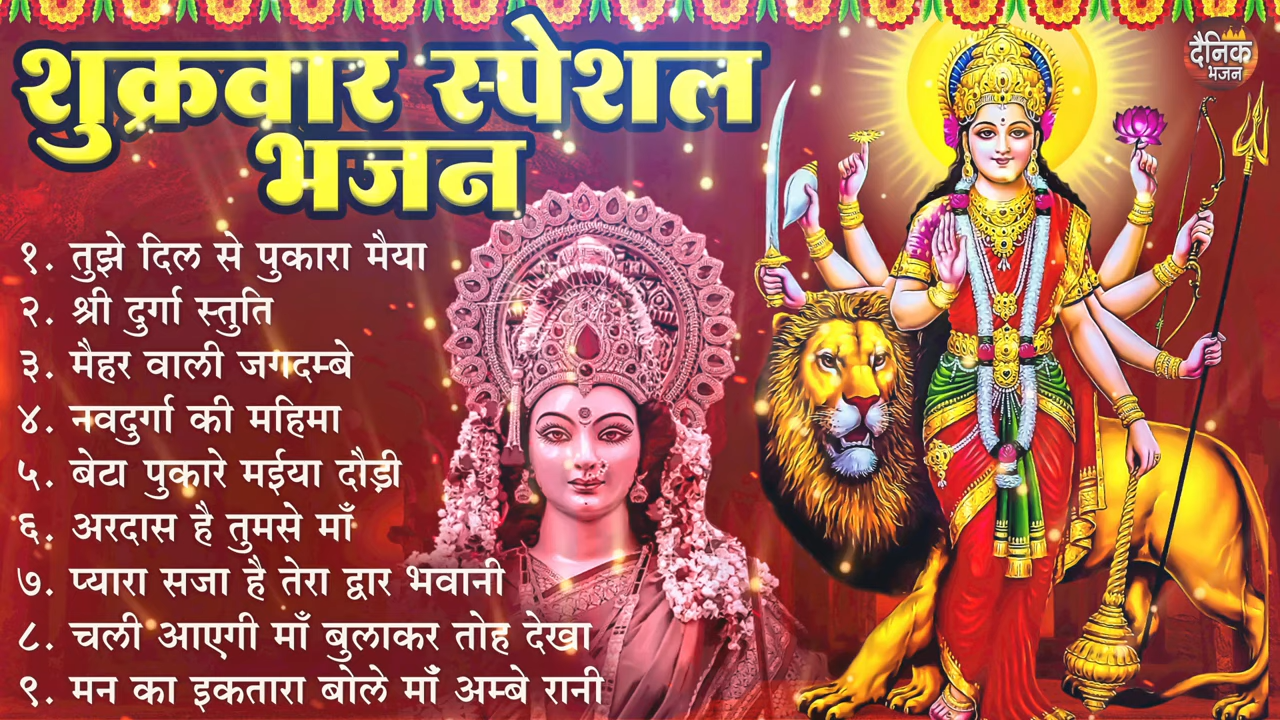 शुक्रवार स्पेशल
भजन
दैनिक
भजन
१. तुझे दिल से पुकारा मैया
२. श्री दुर्गा स्तुति
३. मैहर वाली जगदम्बे
४. नवदुर्गा की महिमा
५. बेटा पुकारे मईया दौड़ी
६. अरदास है तुमसे माँ
७. प्यारा सजा है तेरा द्वार भवानी
८. चली आएगी माँ बुलाकर तोह देखा
९. मन का इकतारा बोले माँ अम्बे रानी